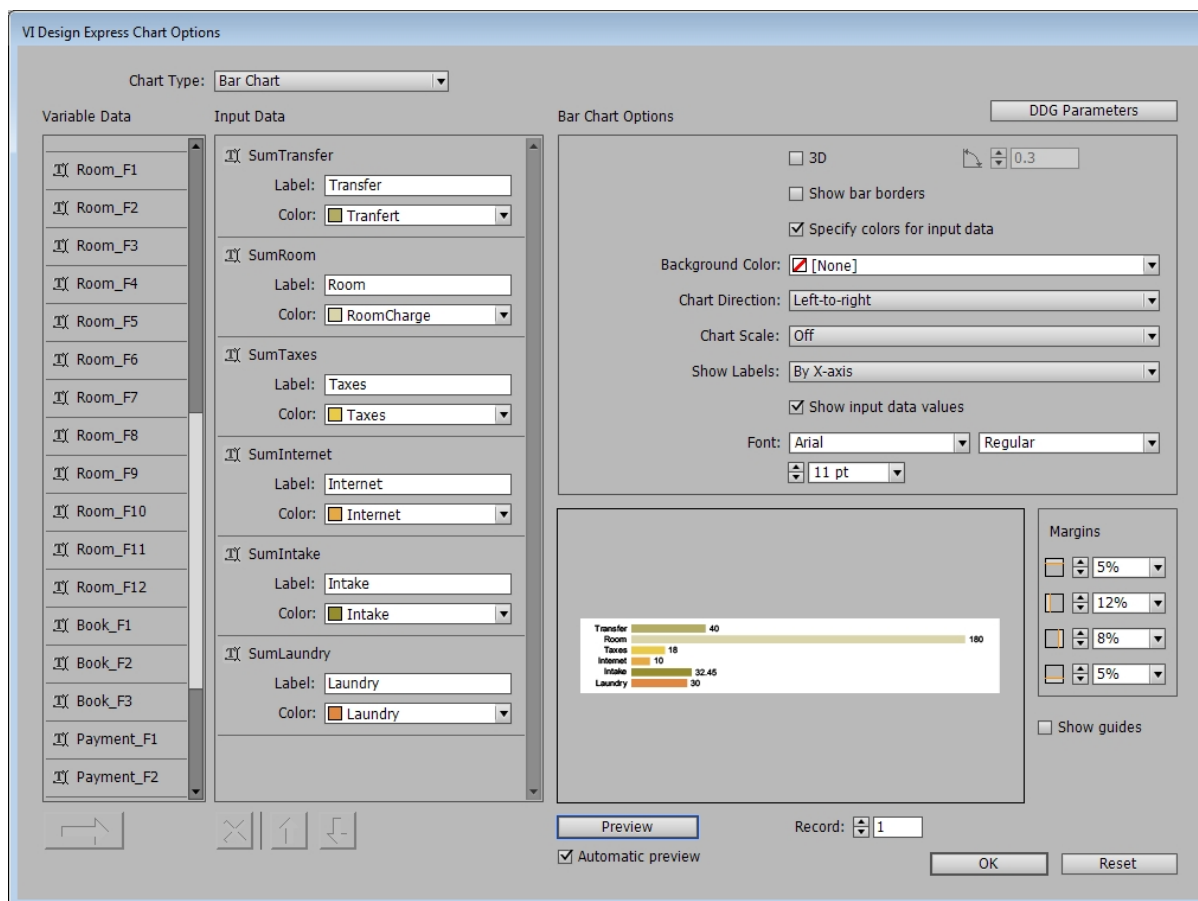 VI Design Express Chart Options
Chart Type: Bar Chart
Variable Data
Input Data
Bar Chart Options
DDG Parameters
Room_F1
Room_F2
Room_F3
Room_F4
Room_F5
Room_F6
Room_F7
Room_F8
Room_F9
Room_F10
Room_F11
Room_F12
Book_F1
Book_F2
Book_F3
Payment_F1
Payment_F2
SumTransfer
Label: Transfer
Color: Tranfert
SumRoom
Label: Room
Color: RoomCharge
SumTaxes
Label: Taxes
Color: Taxes
SumInternet
Label: Internet
Color: Internet
SumIntake
Label: Intake
Color: Intake
SumLaundry
Label: Laundry
Color: Laundry
3D 0.3
Show bar borders
Specify colors for input data
Background Color: [None]
Chart Direction: Left-to-right
Chart Scale: Off
Show Labels: By X-axis
Show input data values
Font: Arial Regular
11 pt
Transfer 40
Room 180
Taxes 18
Internet 10
Intake 32.45
Laundry 30
Margins
5%
12%
8%
5%
Show guides
Preview
Record: 1
Automatic preview
OK
Reset